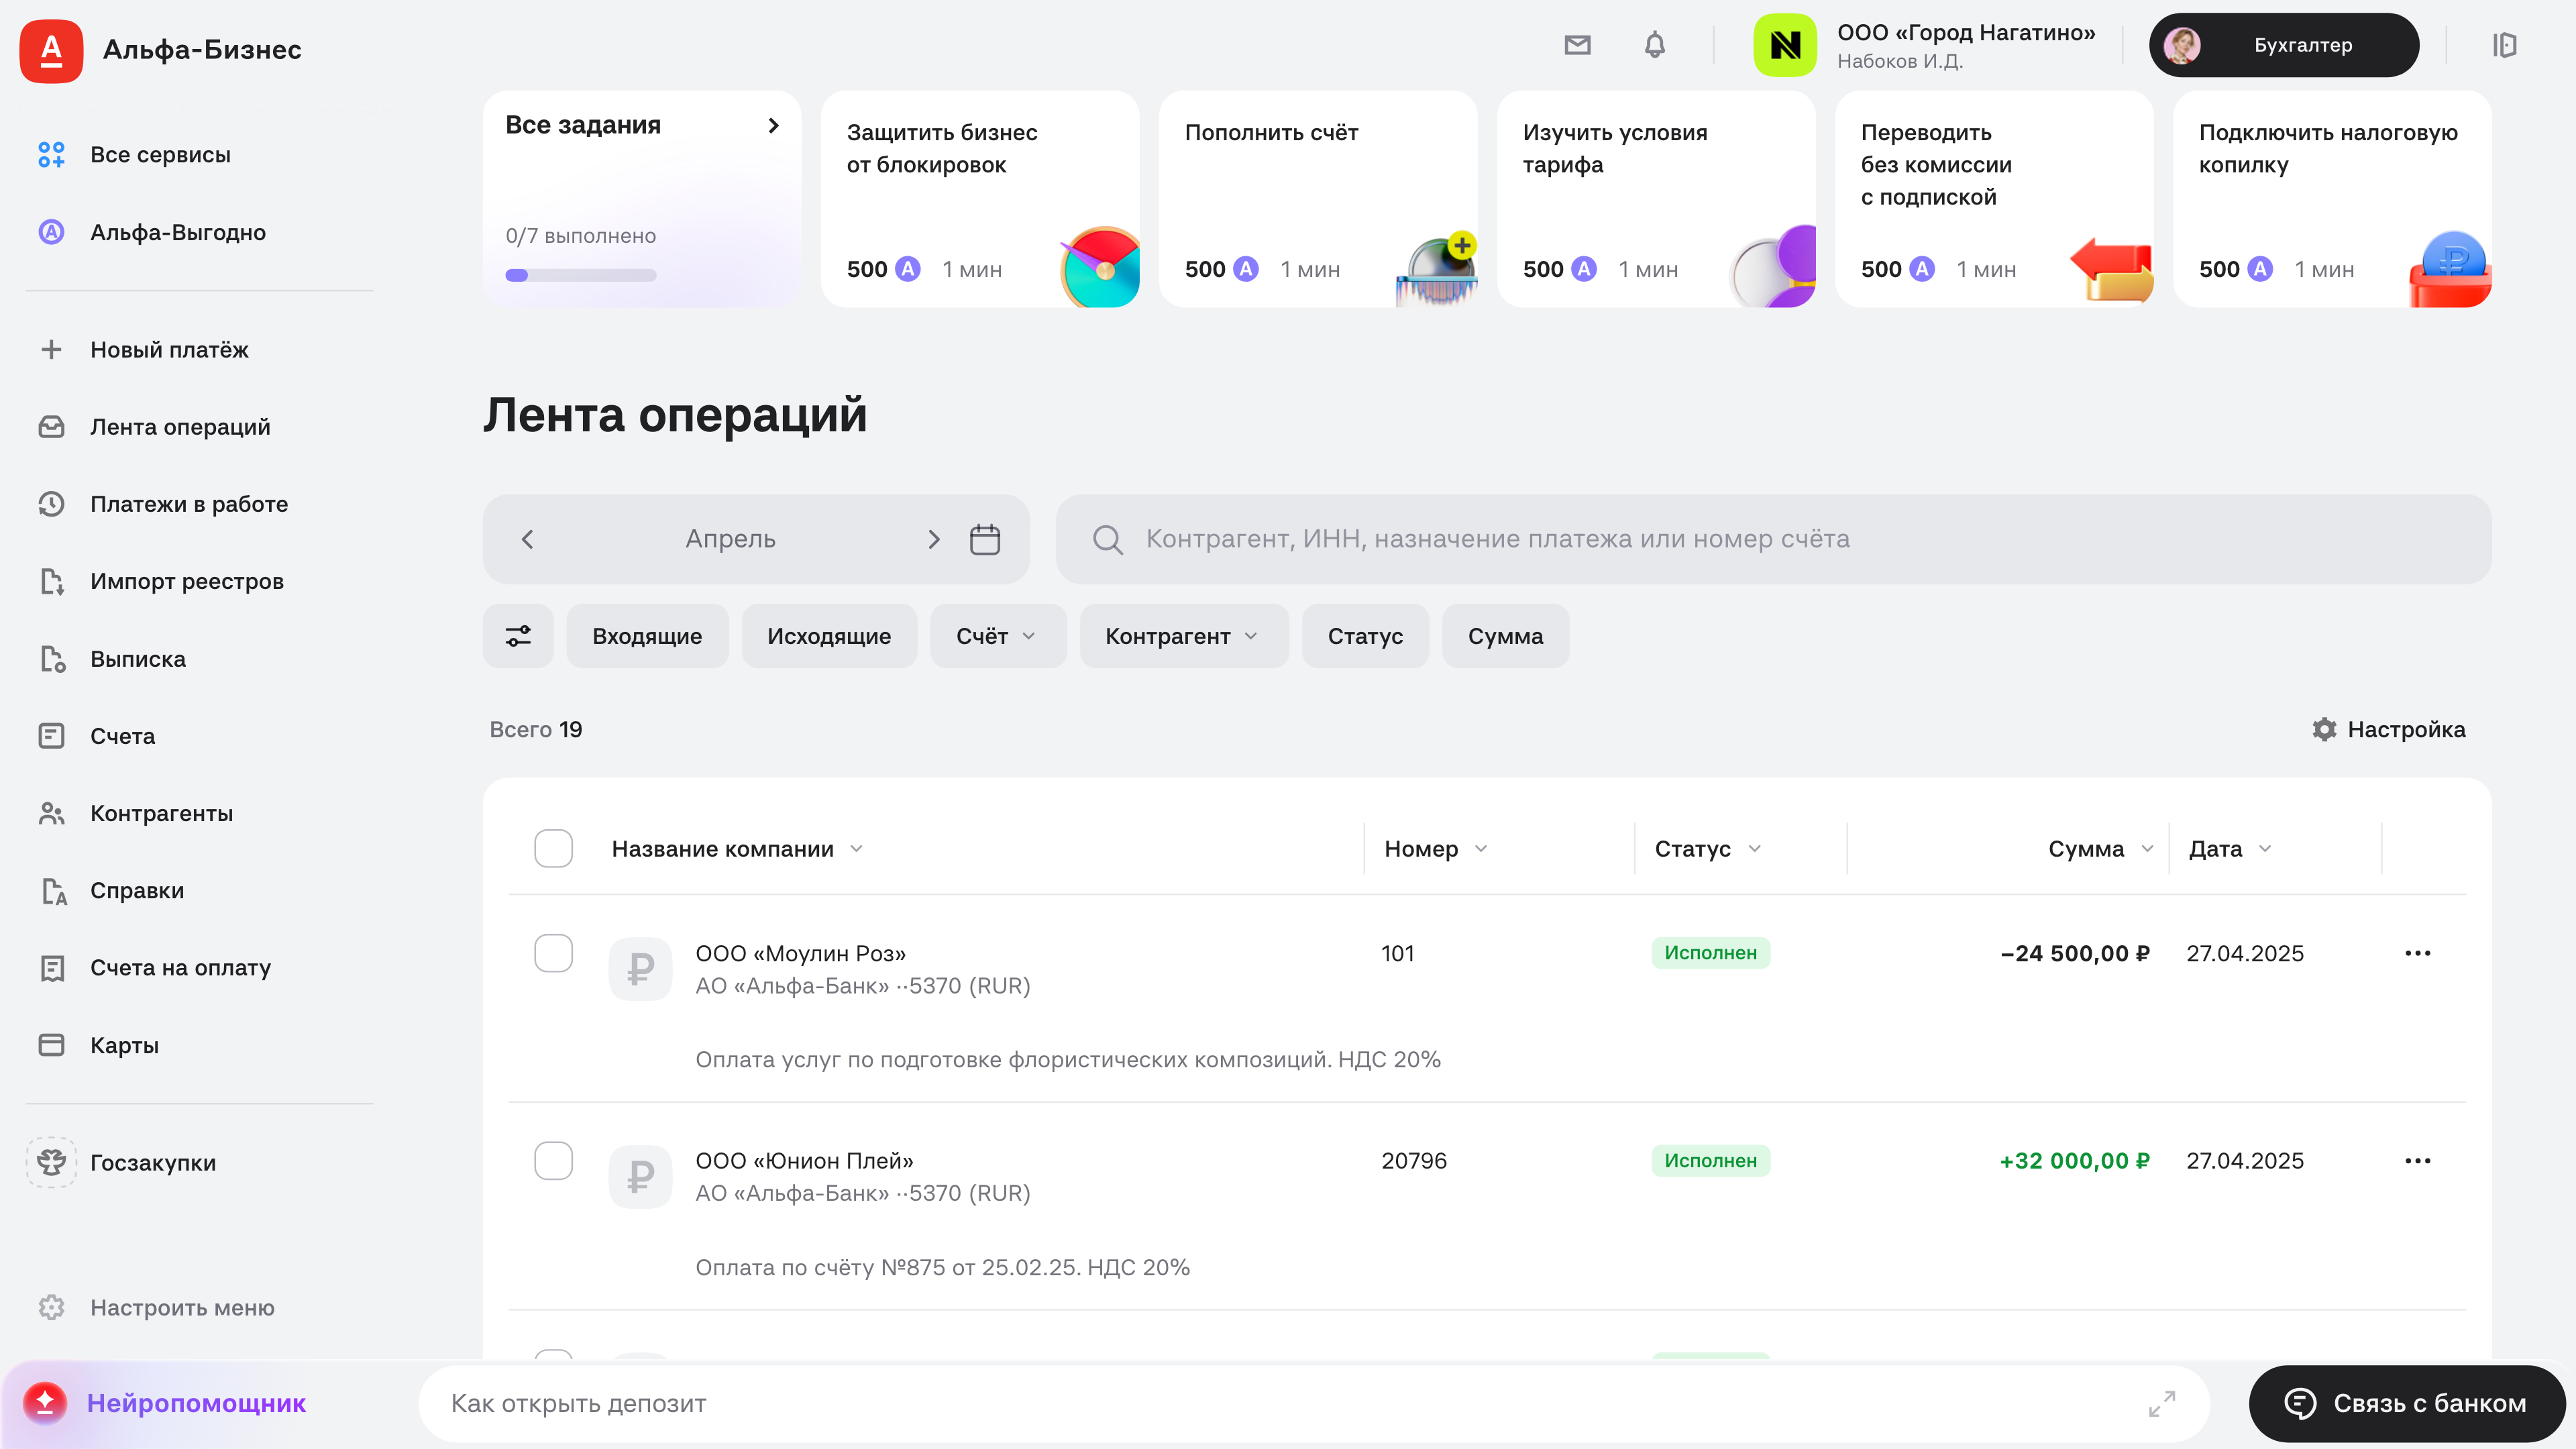 Альфа-Бизнес
ООО «Город Нагатино»
Набоков И.Д.
Бухгалтер
Все сервисы
Альфа-Выгодно
Новый платёж
Лента операций
Платежи в работе
Импорт реестров
Выписка
Счета
Контрагенты
Справки
Счета на оплату
Карты
Госзакупки
Настроить меню
Все задания
0/7 выполнено
Защитить бизнес
от блокировок
500 А 1 мин
Пополнить счёт
500 А 1 мин
Изучить условия
тарифа
500 А 1 мин
Переводить
без комиссии
с подпиской
500 А 1 мин
Подключить налоговую
копилку
500 А 1 мин
Лента операций
Апрель
Контрагент, ИНН, назначение платежа или номер счёта
Входящие Исходящие Счёт Контрагент Статус Сумма
Всего 19
Настройка
Название компании Номер Статус Сумма Дата
ООО «Моулин Роз» 101 Исполнен −24 500,00 ₽ 27.04.2025
АО «Альфа-Банк» ··5370 (RUR)
Оплата услуг по подготовке флористических композиций. НДС 20%
ООО «Юнион Плей» 20796 Исполнен +32 000,00 ₽ 27.04.2025
АО «Альфа-Банк» ··5370 (RUR)
Оплата по счёту №875 от 25.02.25. НДС 20%
Нейропомощник
Как открыть депозит
Связь с банком